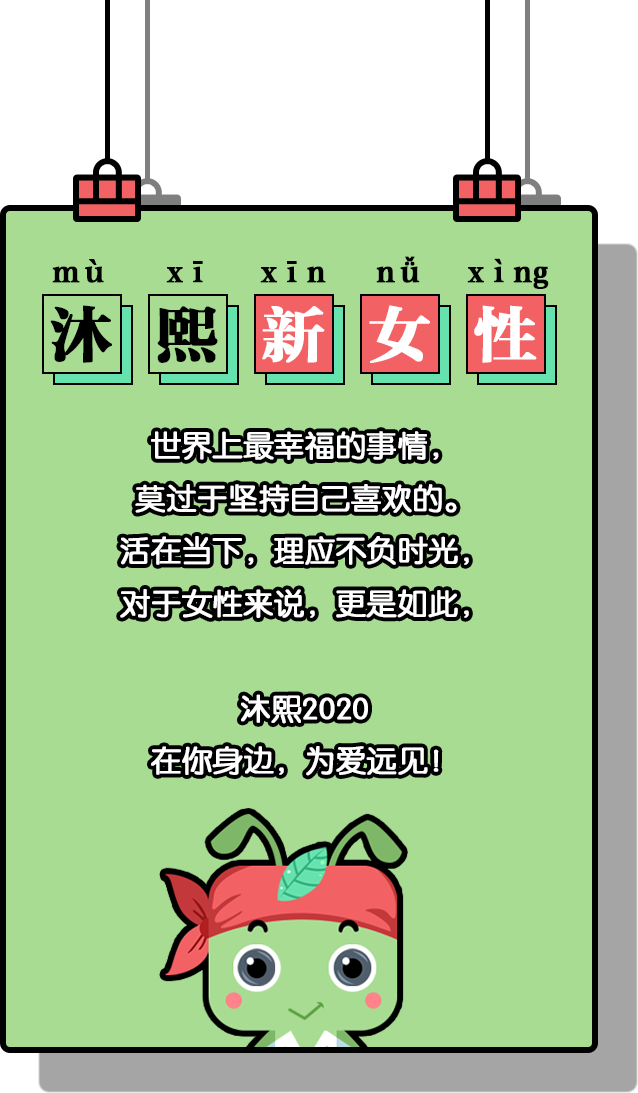 mù xī xīn nǚ xìng
沐熙新女性
世界上最幸福的事情，
莫过于坚持自己喜欢的。
活在当下，理应不负时光，
对于女性来说，更是如此，
沐熙2020
在你身边，为爱远见！